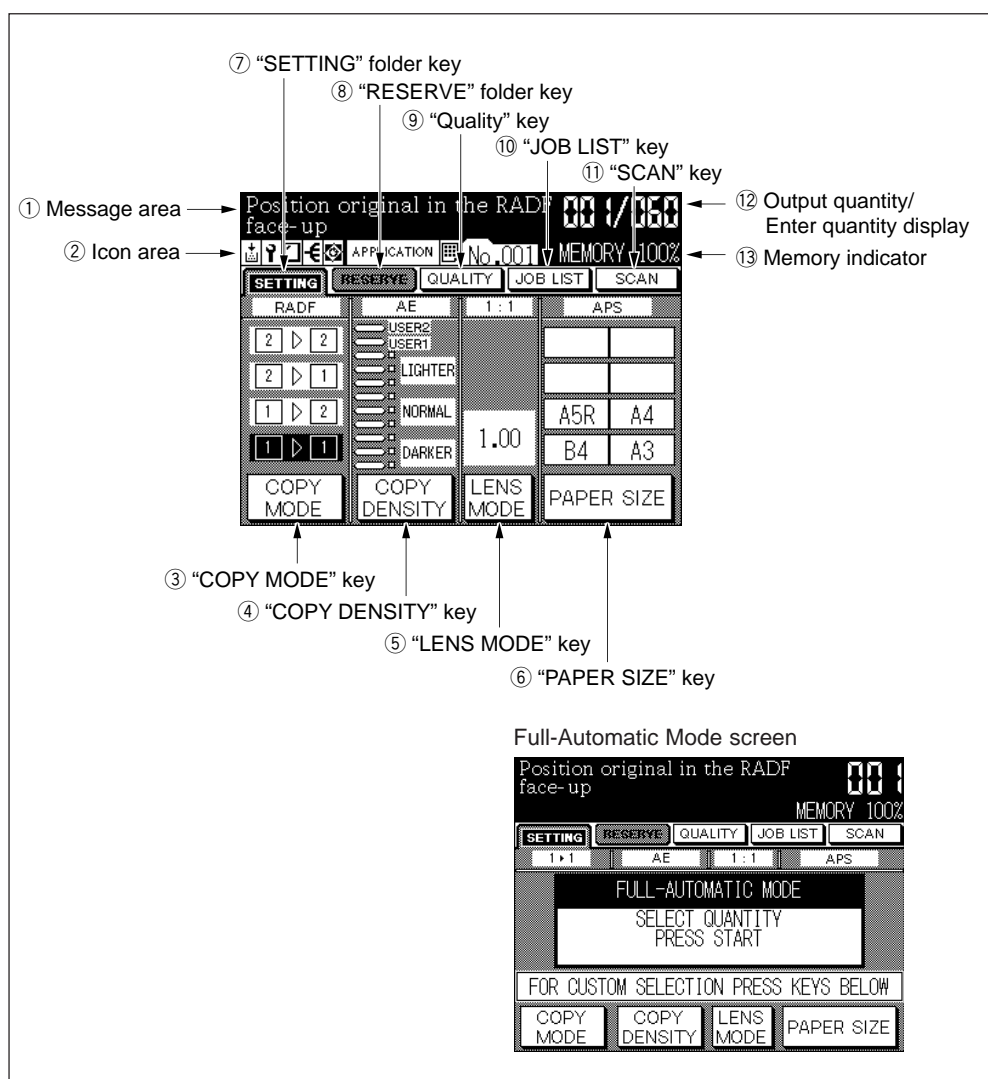 ⑦ “SETTING” folder key
⑧ “RESERVE” folder key
⑨ “Quality” key
⑩ “JOB LIST” key
⑪ “SCAN” key
① Message area
Position original in the RADF
face-up
001/060
⑫ Output quantity/
Enter quantity display
② Icon area
APPLICATION
No.001
MEMORY 100%
⑬ Memory indicator
SETTING RESERVE QUALITY JOB LIST SCAN
RADF AE 1:1 APS
2 ▷ 2
USER2
USER1
2 ▷ 1
LIGHTER
1 ▷ 2
NORMAL
A5R A4
1 ▷ 1
DARKER
1.00
B4 A3
COPY
MODE
COPY
DENSITY
LENS
MODE
PAPER SIZE
③ “COPY MODE” key
④ “COPY DENSITY” key
⑤ “LENS MODE” key
⑥ “PAPER SIZE” key
Full-Automatic Mode screen
Position original in the RADF
face-up
001
MEMORY 100%
SETTING RESERVE QUALITY JOB LIST SCAN
1▸1 AE 1:1 APS
FULL-AUTOMATIC MODE
SELECT QUANTITY
PRESS START
FOR CUSTOM SELECTION PRESS KEYS BELOW
COPY
MODE
COPY
DENSITY
LENS
MODE
PAPER SIZE